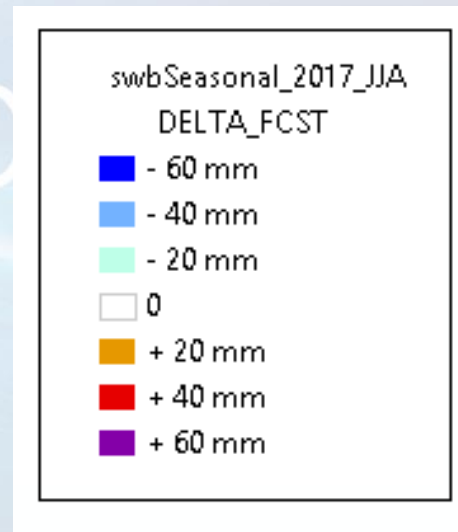 swbSeasonal_2017_JJA
DELTA_FCST
- 60 mm
- 40 mm
- 20 mm
0
+ 20 mm
+ 40 mm
+ 60 mm